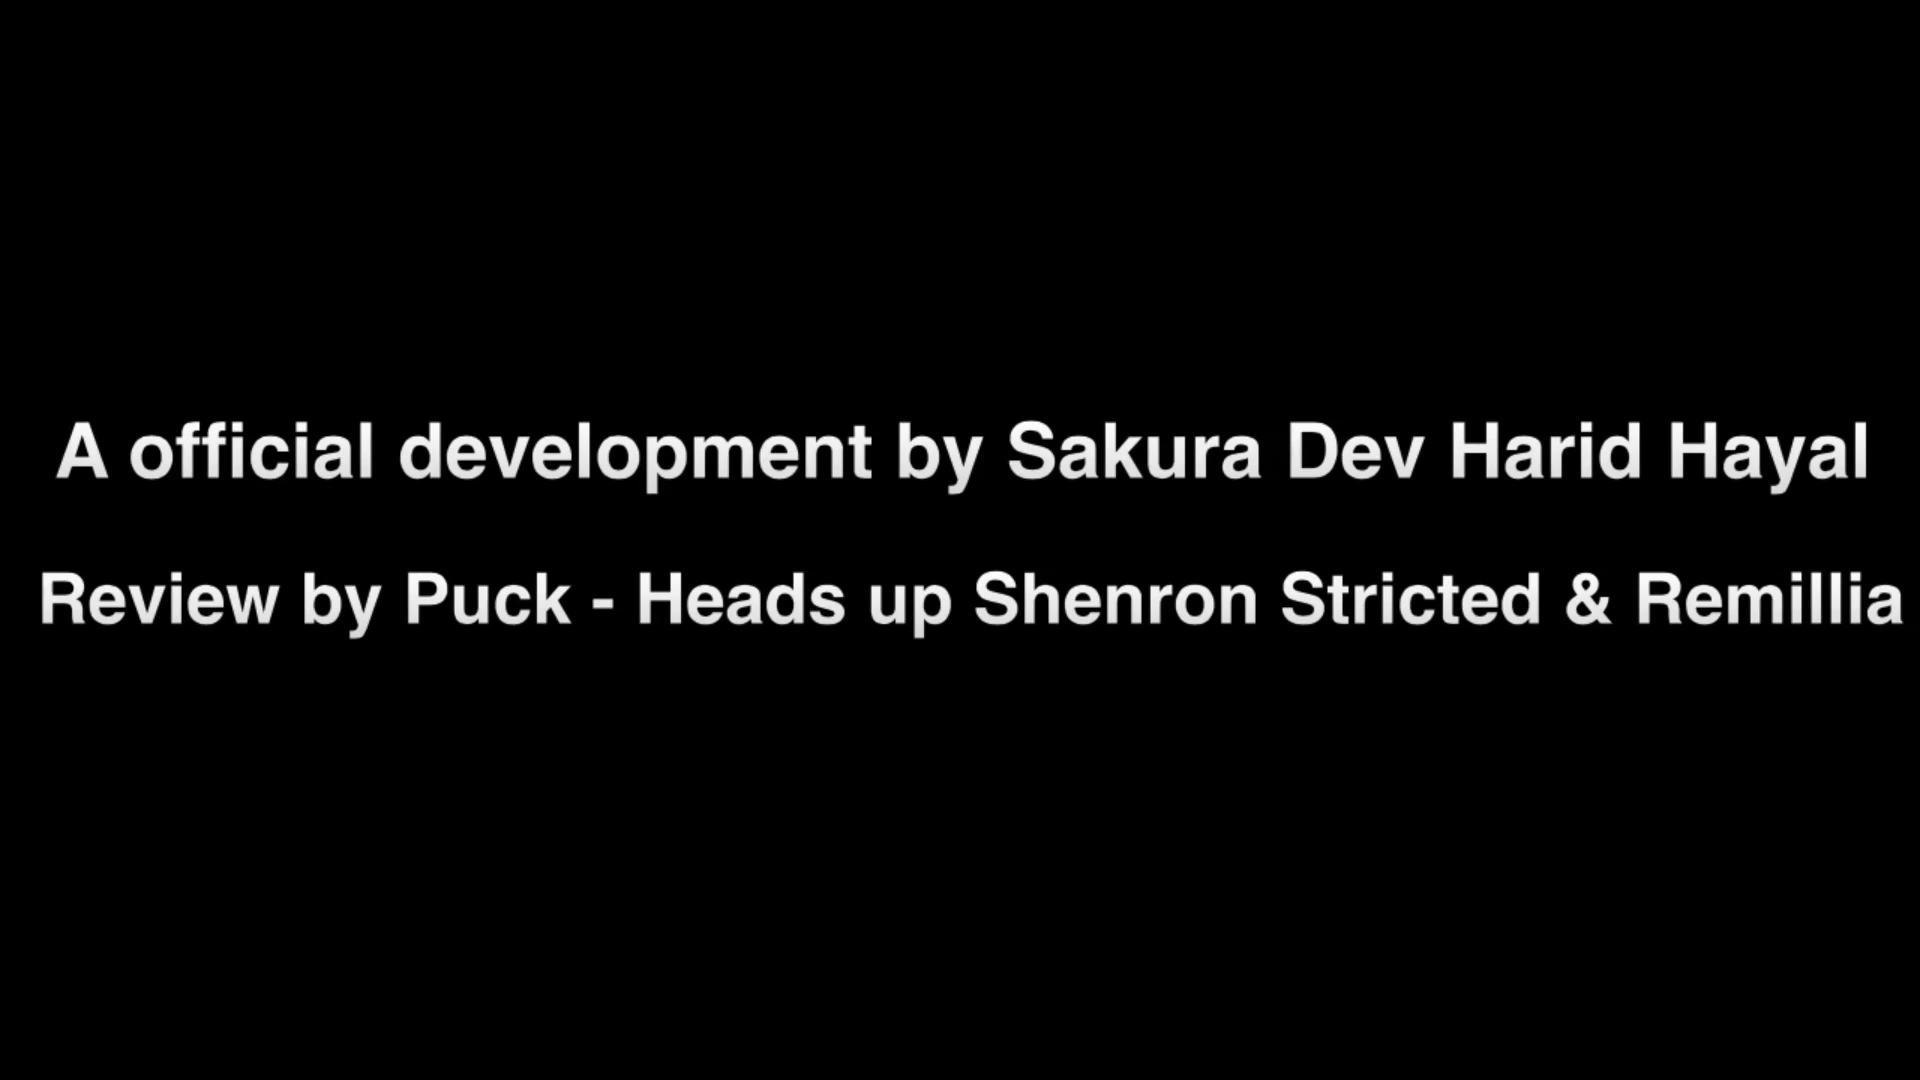 A official development by Sakura Dev Harid Hayal
Review by Puck - Heads up Shenron Stricted & Remillia